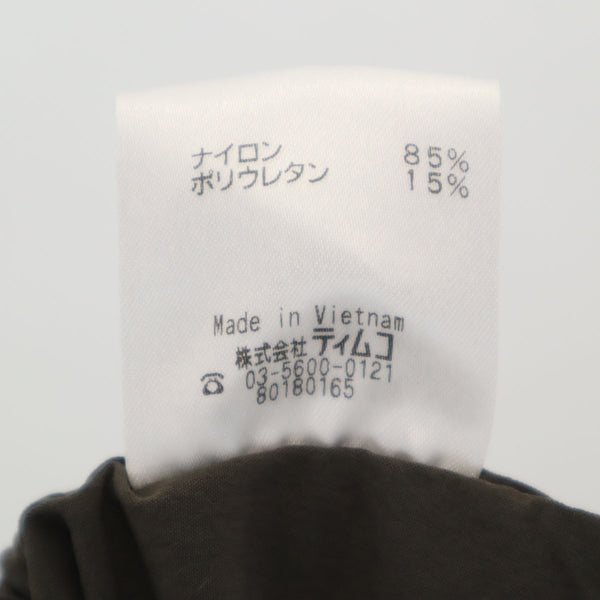 ナイロン 85%
ポリウレタン 15%
Made in Vietnam
株式会社 ティムコ
☎ 03-5600-0121
80180165